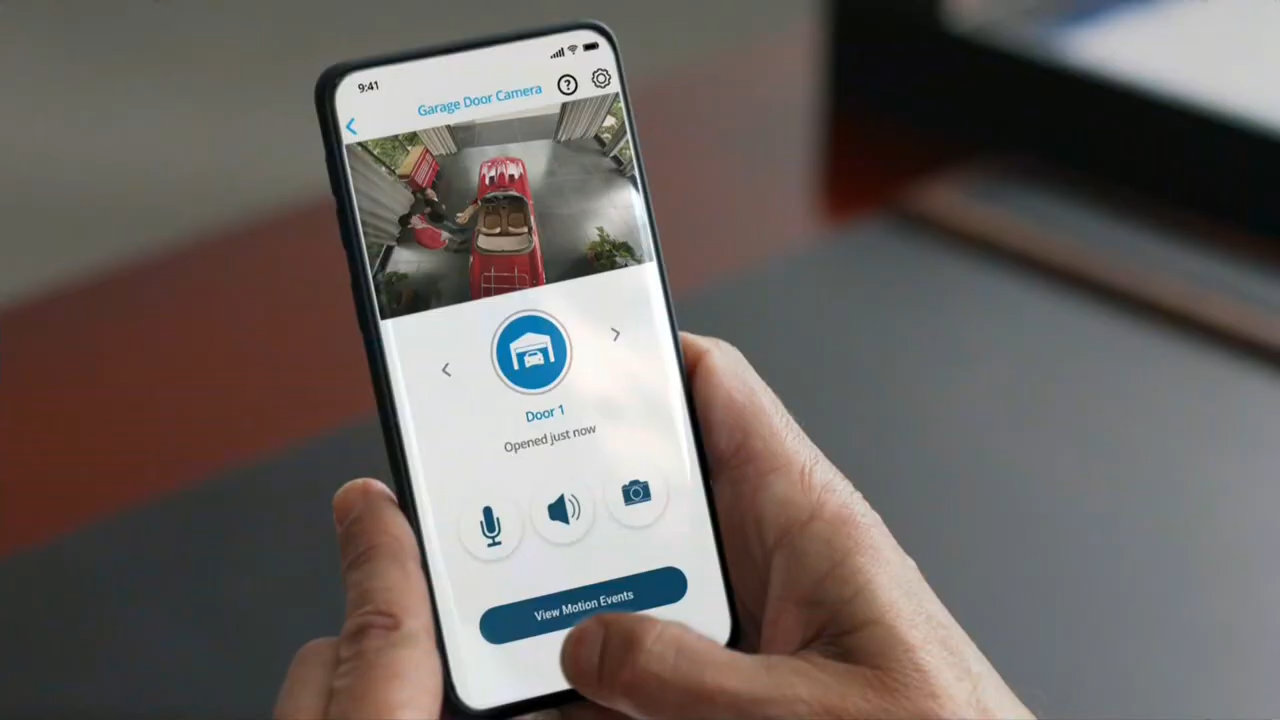 9:41
Garage Door Camera
?
Door 1
Opened just now
View Motion Events